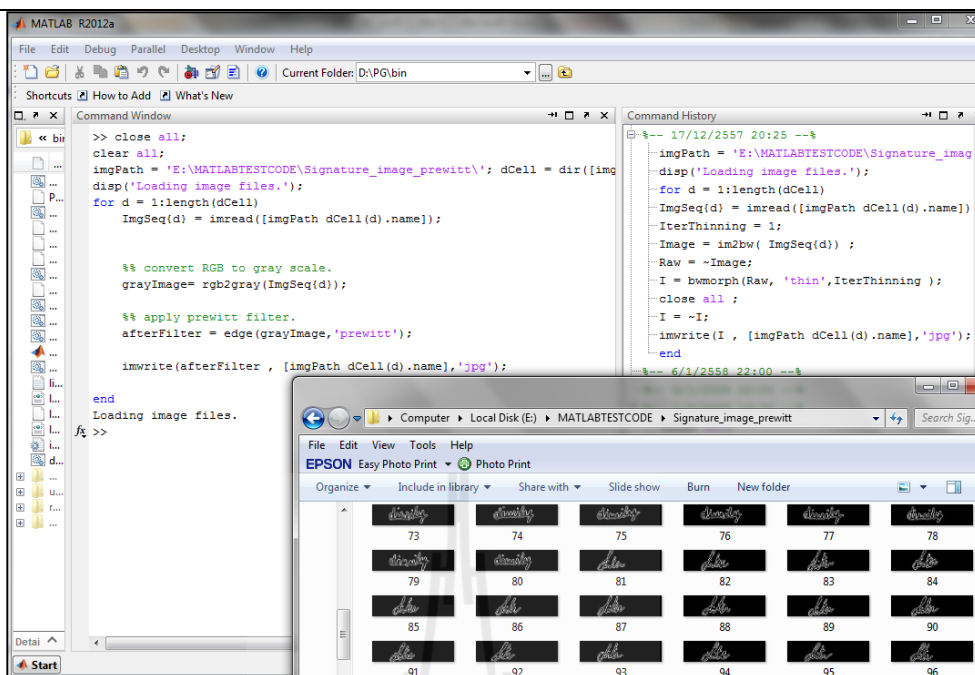 MATLAB R2012a
File Edit Debug Parallel Desktop Window Help
Current Folder: D:\PG\bin
Shortcuts How to Add What's New
Command Window
Command History
« bin
>> close all;
clear all;
imgPath = 'E:\MATLABTESTCODE\Signature_image_prewitt\'; dCell = dir([img
disp('Loading image files.');
for d = 1:length(dCell)
ImgSeq{d} = imread([imgPath dCell(d).name]);
%% convert RGB to gray scale.
grayImage= rgb2gray(ImgSeq{d});
%% apply prewitt filter.
afterFilter = edge(grayImage,'prewitt');
imwrite(afterFilter , [imgPath dCell(d).name],'jpg');
end
Loading image files.
fx >>
... 
P...
...
li...
I...
I...
I...
i...
d...
...
u...
r...
...
Detai
Start
%-- 17/12/2557 20:25 --%
imgPath = 'E:\MATLABTESTCODE\Signature_imag
disp('Loading image files.');
for d = 1:length(dCell)
ImgSeq{d} = imread([imgPath dCell(d).name])
IterThinning = 1;
Image = im2bw( ImgSeq{d}) ;
Raw = ~Image;
I = bwmorph(Raw, 'thin',IterThinning );
close all ;
I = ~I;
imwrite(I , [imgPath dCell(d).name],'jpg');
end
%-- 6/1/2558 22:00 --%
Computer Local Disk (E:) MATLABTESTCODE Signature_image_prewitt
Search Sig...
File Edit View Tools Help
EPSON Easy Photo Print Photo Print
Organize Include in library Share with Slide show Burn New folder
73 74 75 76 77 78
79 80 81 82 83 84
85 86 87 88 89 90
91 92 93 94 95 96